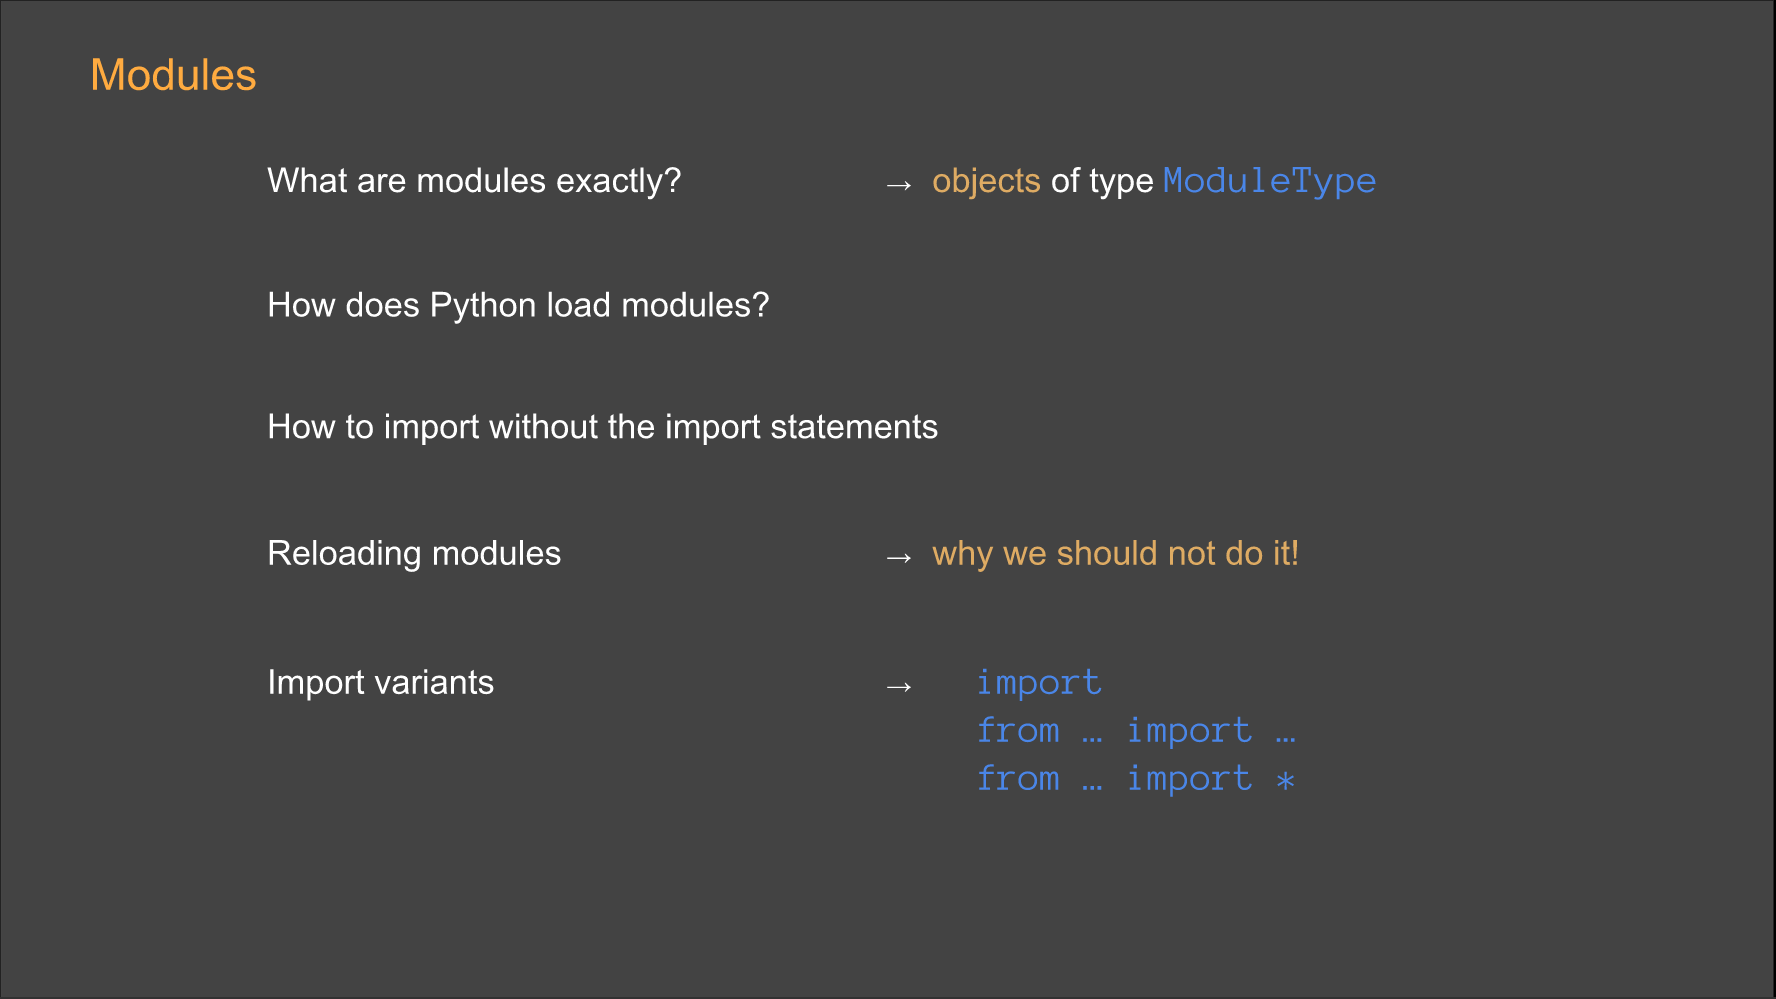 Modules
What are modules exactly? → objects of type ModuleType
How does Python load modules?
How to import without the import statements
Reloading modules → why we should not do it!
Import variants → import
from … import …
from … import *